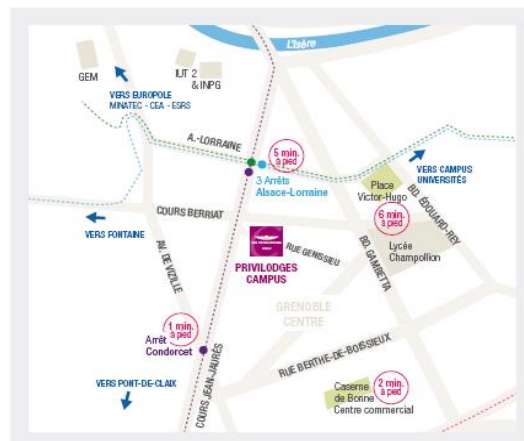 L'Isère
GEM
IUT 2
& INPG
VERS EUROPOLE
MINATEC - CEA - ESRS
A.-LORRAINE
5 min.
à pied
3 Arrêts
Alsace-Lorraine
VERS CAMPUS
UNIVERSITÉS
Place
Victor-Hugo
BD. ÉDOUARD-REY
6 min.
à pied
COURS BERRIAT
VERS FONTAINE
Lycée
Champollion
RUE GENISSIEU
BD. GAMBETTA
PRIVILODGES
CAMPUS
AV. DE VIZILLE
GRENOBLE
CENTRE
1 min.
à pied
Arrêt
Condorcet
RUE BERTHE-DE-BOISSIEUX
COURS JEAN-JAURÈS
VERS PONT-DE-CLAIX
Caserne
de Bonne
Centre commercial
2 min.
à pied